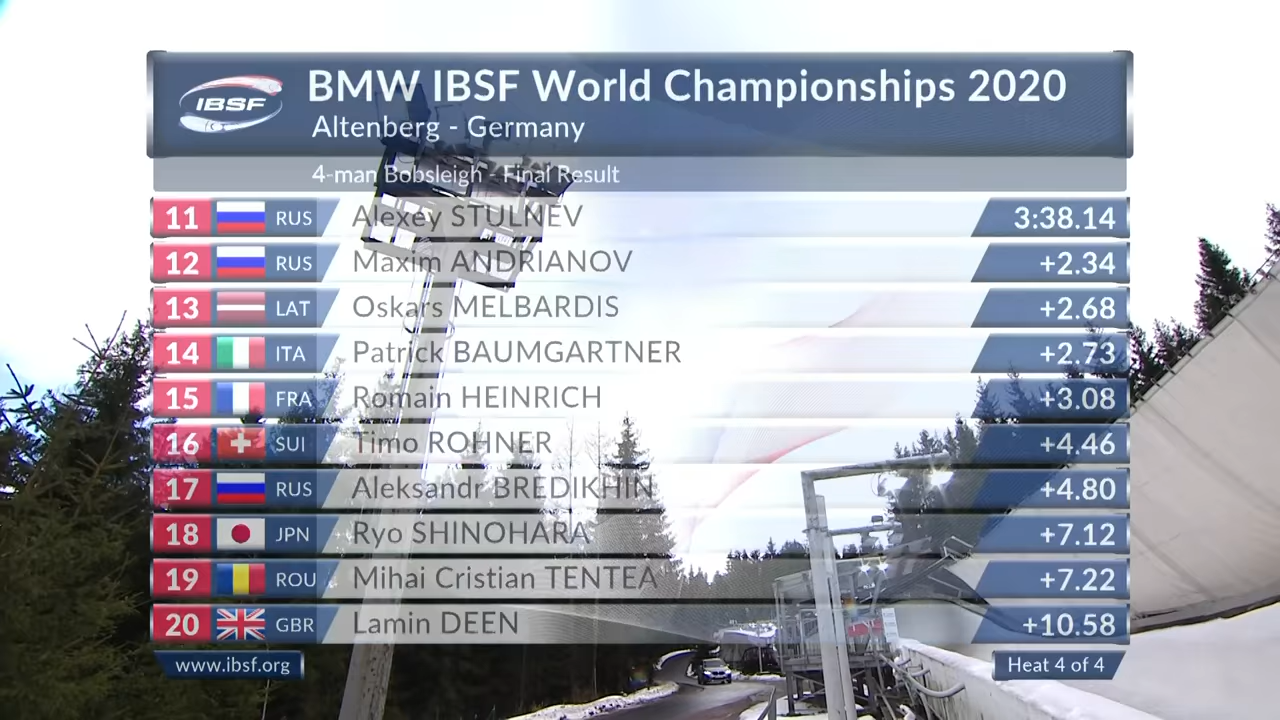 IBSF
BMW IBSF World Championships 2020
Altenberg - Germany
4-man Bobsleigh - Final Result
11 RUS Alexey STULNEV 3:38.14
12 RUS Maxim ANDRIANOV +2.34
13 LAT Oskars MELBARDIS +2.68
14 ITA Patrick BAUMGARTNER +2.73
15 FRA Romain HEINRICH +3.08
16 SUI Timo ROHNER +4.46
17 RUS Aleksandr BREDIKHIN +4.80
18 JPN Ryo SHINOHARA +7.12
19 ROU Mihai Cristian TENTEA +7.22
20 GBR Lamin DEEN +10.58
www.ibsf.org Heat 4 of 4